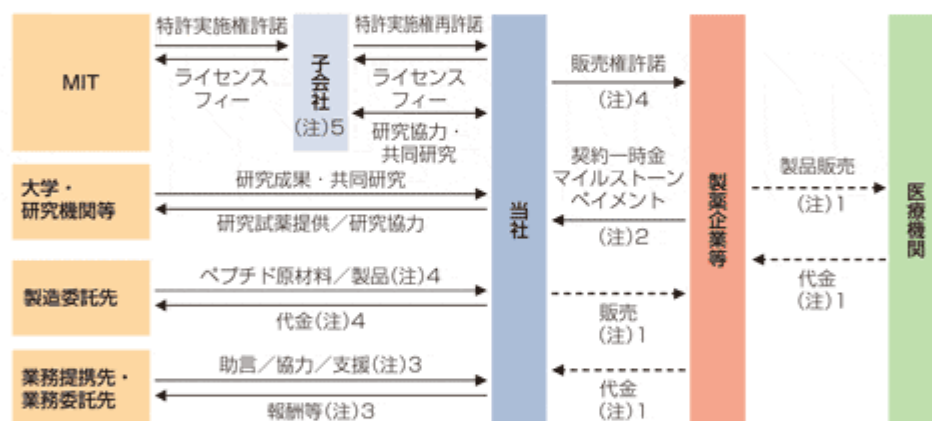 MIT
特許実施権許諾
ライセンス
フィー
子会社
(注)5
特許実施権再許諾
ライセンス
フィー
研究協力・
共同研究
大学・
研究機関等
研究成果・共同研究
研究試薬提供／研究協力
製造委託先
ペプチド原材料／製品(注)4
代金(注)4
業務提携先・
業務委託先
助言／協力／支援(注)3
報酬等(注)3
当社
販売権許諾
(注)4
契約一時金
マイルストーン
ペイメント
(注)2
販売
(注)1
代金
(注)1
製薬企業等
製品販売
(注)1
代金
(注)1
医療機関